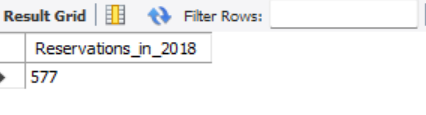 Result Grid Filter Rows:
Reservations_in_2018
577